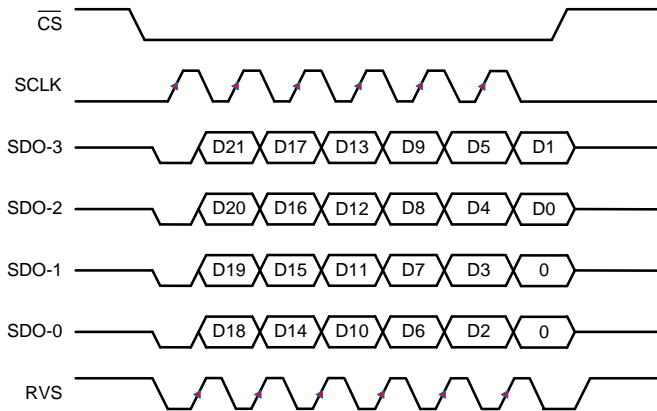 C̅S̅
SCLK
SDO-3 D21 D17 D13 D9 D5 D1
SDO-2 D20 D16 D12 D8 D4 D0
SDO-1 D19 D15 D11 D7 D3 0
SDO-0 D18 D14 D10 D6 D2 0
RVS